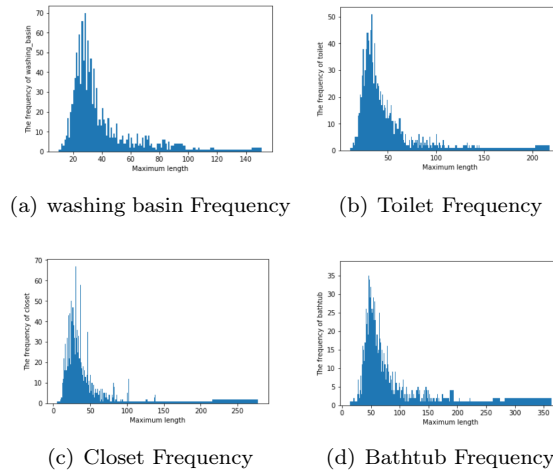 70
60
50
40
30
20
10
0
The frequency of washing_basin
20 40 60 80 100 120 140
Maximum length
(a) washing basin Frequency
50
40
30
20
10
0
The frequency of toilet
50 100 150 200
Maximum length
(b) Toilet Frequency
70
60
50
40
30
20
10
0
The frequency of closet
0 50 100 150 200 250
Maximum length
(c) Closet Frequency
35
30
25
20
15
10
5
0
The frequency of bathtub
0 50 100 150 200 250 300 350
Maximum length
(d) Bathtub Frequency